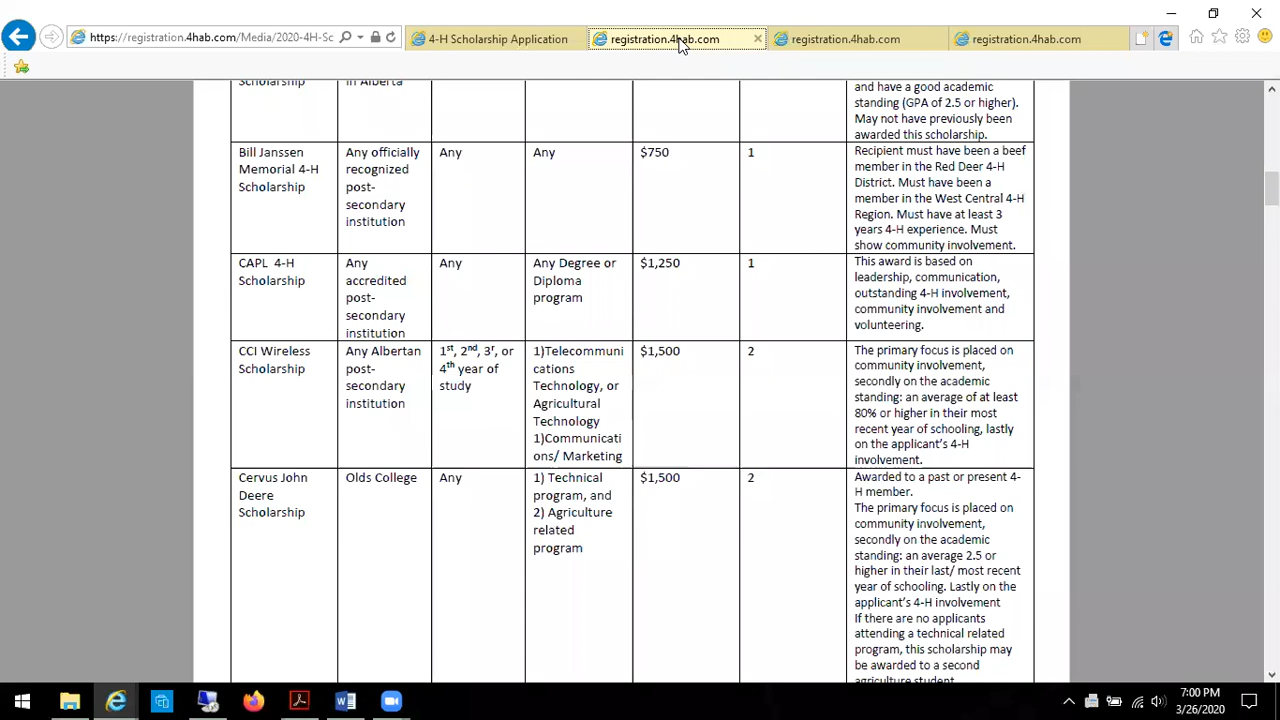 https://registration.4hab.com/Media/2020-4H-Sc
4-H Scholarship Application
registration.4hab.com
registration.4hab.com
registration.4hab.com
Scholarship
in Alberta
and have a good academic
standing (GPA of 2.5 or higher).
May not have previously been
awarded this scholarship.
Bill Janssen
Memorial 4-H
Scholarship
Any officially
recognized
post-
secondary
institution
Any
Any
$750
1
Recipient must have been a beef
member in the Red Deer 4-H
District. Must have been a
member in the West Central 4-H
Region. Must have at least 3
years 4-H experience. Must
show community involvement.
CAPL 4-H
Scholarship
Any
accredited
post-
secondary
institution
Any
Any Degree or
Diploma
program
$1,250
1
This award is based on
leadership, communication,
outstanding 4-H involvement,
community involvement and
volunteering.
CCI Wireless
Scholarship
Any Albertan
post-
secondary
institution
1st, 2nd, 3r, or
4th year of
study
1)Telecommuni
cations
Technology, or
Agricultural
Technology
1)Communicati
ons/ Marketing
$1,500
2
The primary focus is placed on
community involvement,
secondly on the academic
standing: an average of at least
80% or higher in their most
recent year of schooling, lastly
on the applicant's 4-H
involvement.
Cervus John
Deere
Scholarship
Olds College
Any
1) Technical
program, and
2) Agriculture
related
program
$1,500
2
Awarded to a past or present 4-
H member.
The primary focus is placed on
community involvement,
secondly on the academic
standing: an average 2.5 or
higher in their last/ most recent
year of schooling. Lastly on the
applicant's 4-H involvement
If there are no applicants
attending a technical related
program, this scholarship may
be awarded to a second
agriculture student.
7:00 PM
3/26/2020